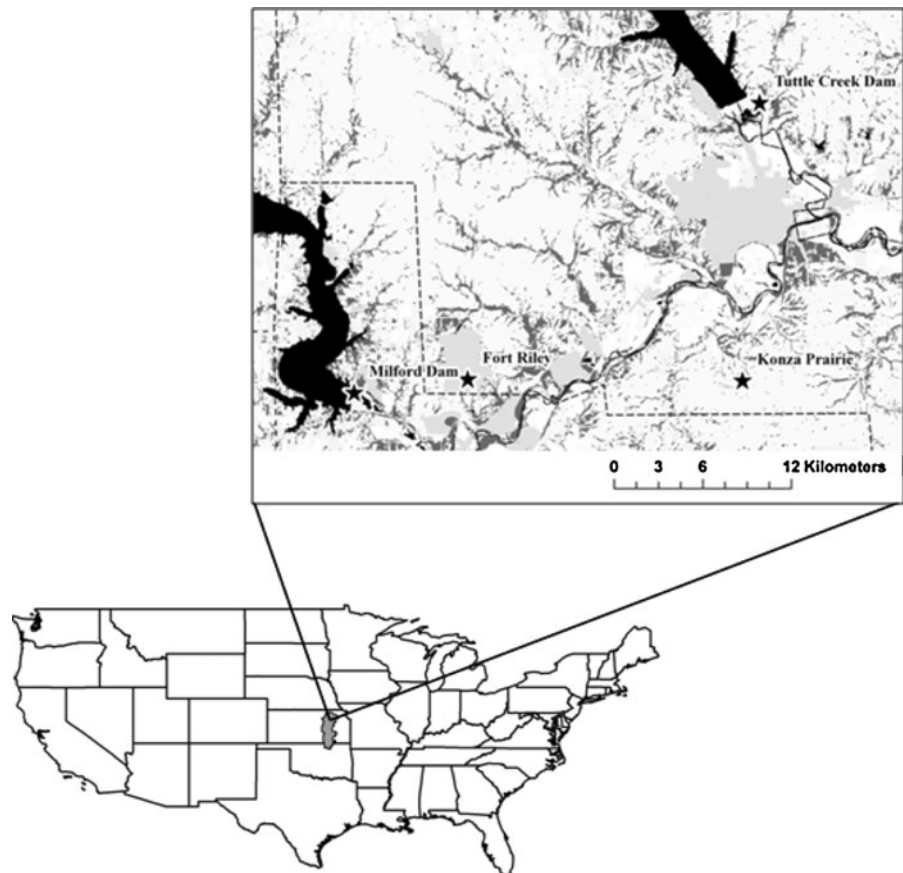 Tuttle Creek Dam
Fort Riley
Milford Dam
Konza Prairie
0 3 6 12 Kilometers